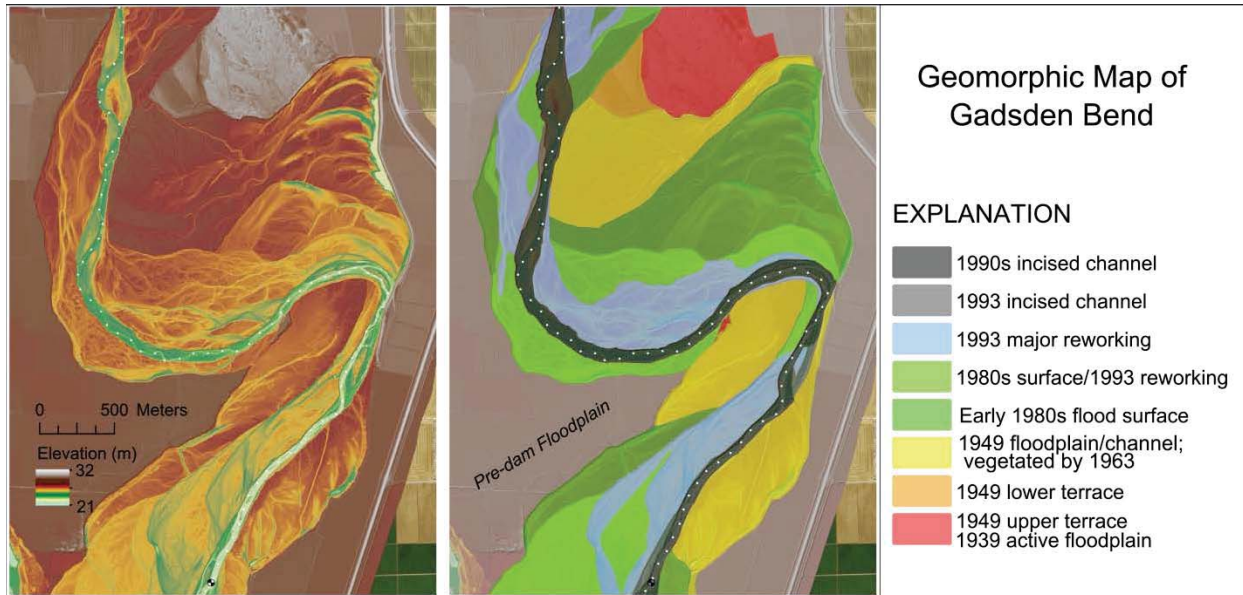 0 500 Meters
Elevation (m)
32
21
Pre-dam Floodplain
Geomorphic Map of
Gadsden Bend
EXPLANATION
1990s incised channel
1993 incised channel
1993 major reworking
1980s surface/1993 reworking
Early 1980s flood surface
1949 floodplain/channel;
vegetated by 1963
1949 lower terrace
1949 upper terrace
1939 active floodplain